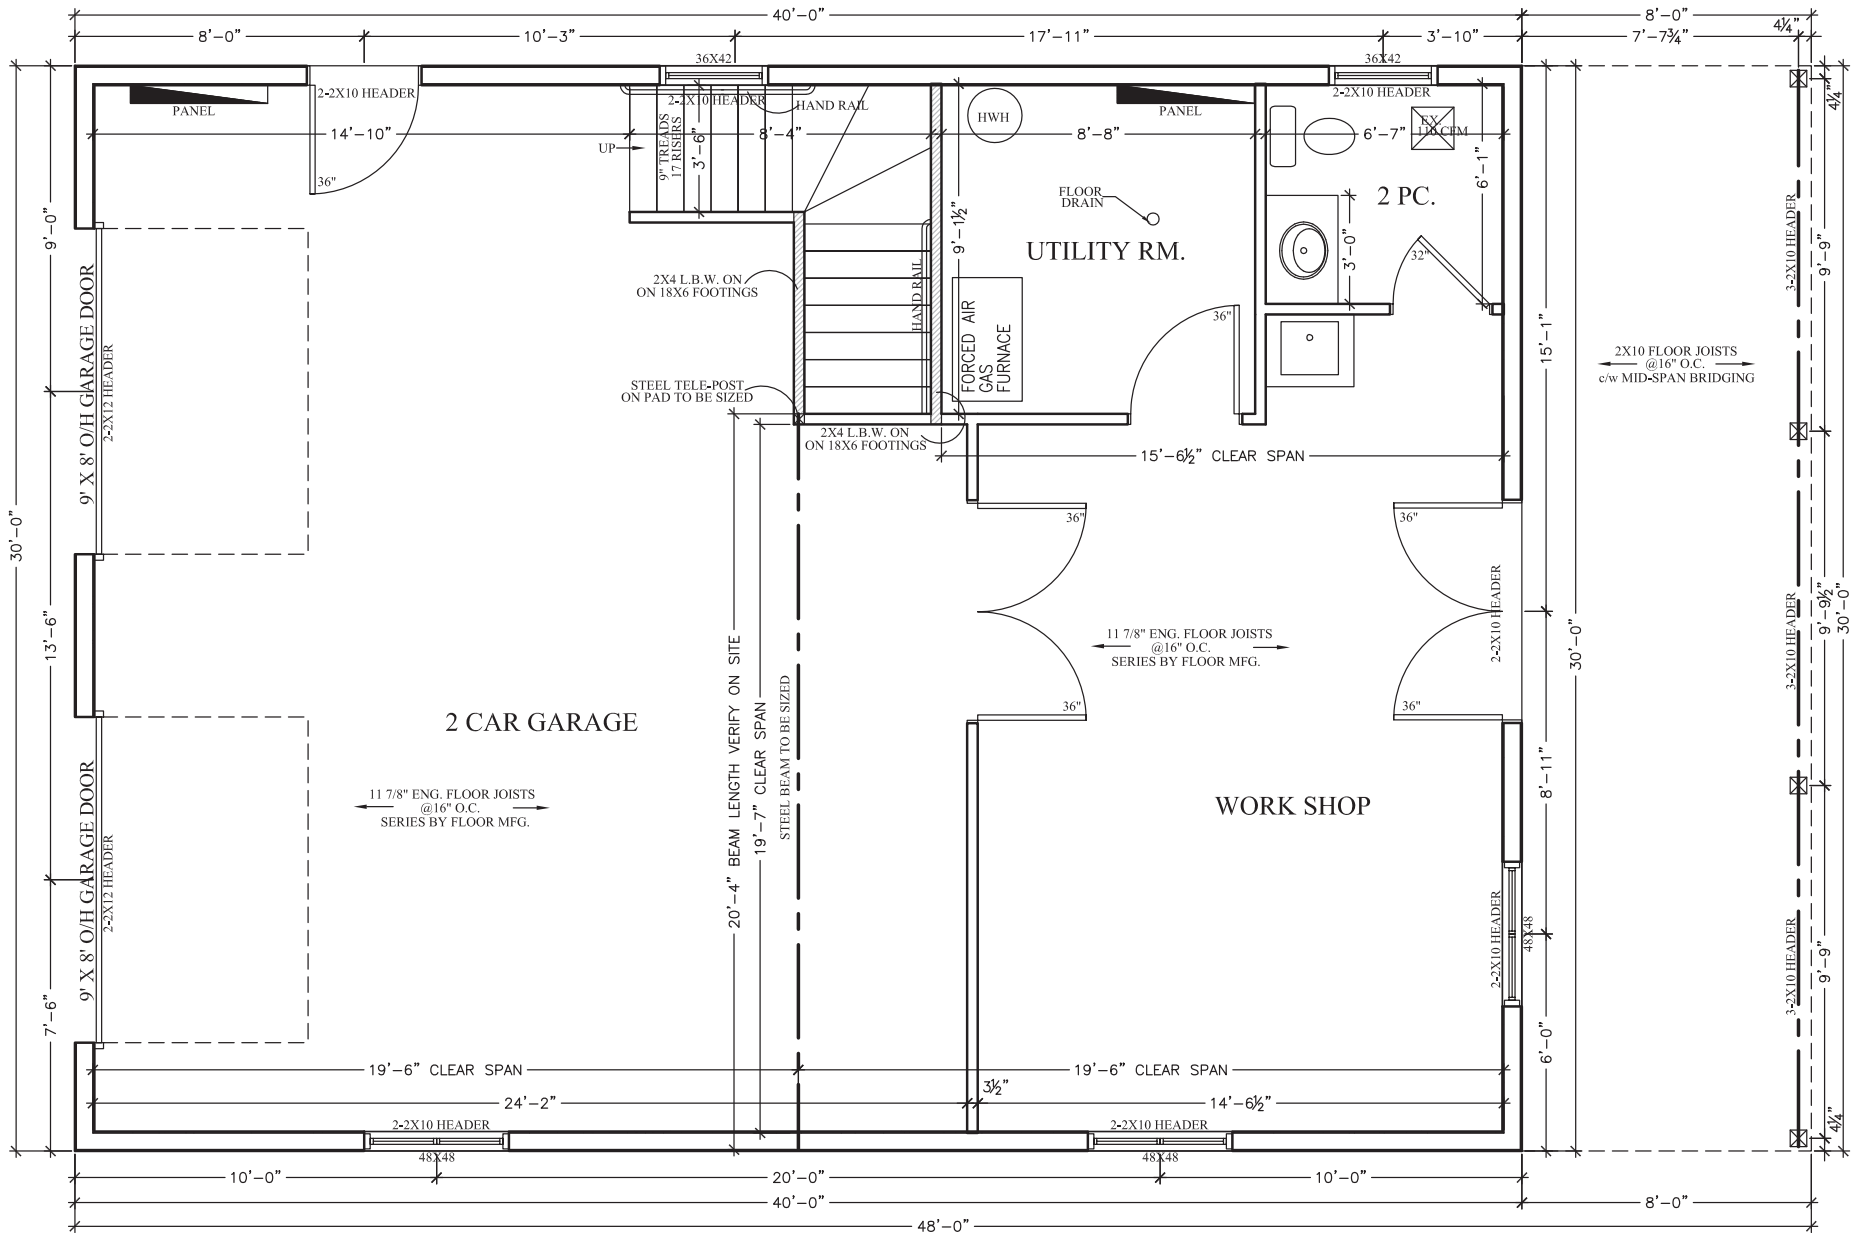 40'-0"
8'-0"
8'-0"
10'-3"
17'-11"
3'-10"
7'-7¾"
4¼"
36X42
36X42
2-2X10 HEADER
2-2X10 HEADER
2-2X10 HEADER
PANEL
HAND RAIL
PANEL
HWH
EX.
110 CFM
14'-10"
8'-4"
8'-8"
6'-7"
UP
9" TREADS
17 RISERS
3'-6"
36"
9'-1½"
FLOOR
DRAIN
UTILITY RM.
2 PC.
6'-1"
3'-0"
32"
4¼"
9'-0"
9' X 8' O/H GARAGE DOOR
2-2X12 HEADER
2X4 L.B.W. ON
ON 18X6 FOOTINGS
HAND RAIL
FORCED AIR
GAS
FURNACE
36"
3-2X10 HEADER
9'-9"
15'-1"
2X10 FLOOR JOISTS
@16" O.C.
c/w MID-SPAN BRIDGING
STEEL TELE-POST
ON PAD TO BE SIZED
2X4 L.B.W. ON
ON 18X6 FOOTINGS
15'-6½" CLEAR SPAN
36"
36"
30'-0"
13'-6"
20'-4" BEAM LENGTH VERIFY ON SITE
19'-7" CLEAR SPAN
STEEL BEAM TO BE SIZED
11 7/8" ENG. FLOOR JOISTS
@16" O.C.
SERIES BY FLOOR MFG.
2-2X10 HEADER
30'-0"
3-2X10 HEADER
9'-9½"
30'-0"
36"
36"
2 CAR GARAGE
WORK SHOP
8'-11"
11 7/8" ENG. FLOOR JOISTS
@16" O.C.
SERIES BY FLOOR MFG.
9' X 8' O/H GARAGE DOOR
2-2X12 HEADER
7'-6"
2-2X10 HEADER
48X48
6'-0"
3-2X10 HEADER
9'-9"
4¼"
19'-6" CLEAR SPAN
19'-6" CLEAR SPAN
24'-2"
3½"
14'-6½"
2-2X10 HEADER
2-2X10 HEADER
48X48
48X48
10'-0"
20'-0"
10'-0"
40'-0"
8'-0"
48'-0"